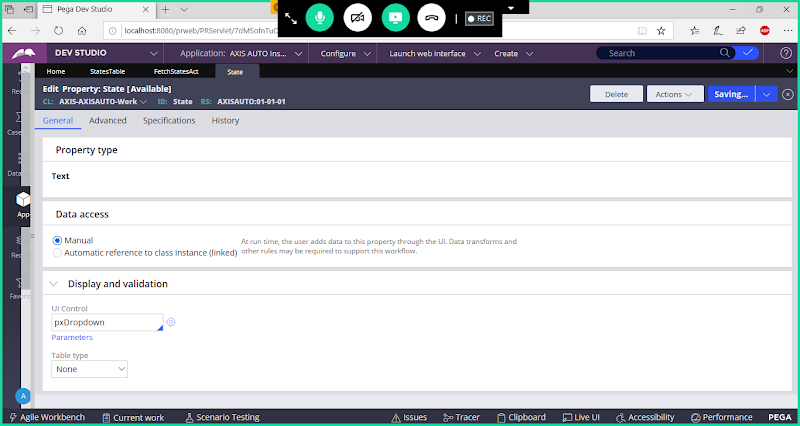 Pega Dev Studio
REC
localhost:8080/prweb/PRServlet/7dMSofnTuC
DEV STUDIO
Application: AXIS AUTO Ins...
Configure
Launch web interface
Create
Search
Home
StatesTable
FetchStatesAct
State
Edit Property: State [Available]
CL: AXIS-AXISAUTO-Work
ID: State
RS: AXISAUTO:01-01-01
Delete
Actions
Saving...
General
Advanced
Specifications
History
Case
Data
App
Favo
Property type
Text
Data access
Manual
Automatic reference to class instance (linked)
At run time, the user adds data to this property through the UI. Data transforms and
other rules may be required to support this workflow.
Display and validation
UI Control
pxDropdown
Parameters
Table type
None
A
Agile Workbench
Current work
Scenario Testing
Issues
Tracer
Clipboard
Live UI
Accessibility
Performance
PEGA